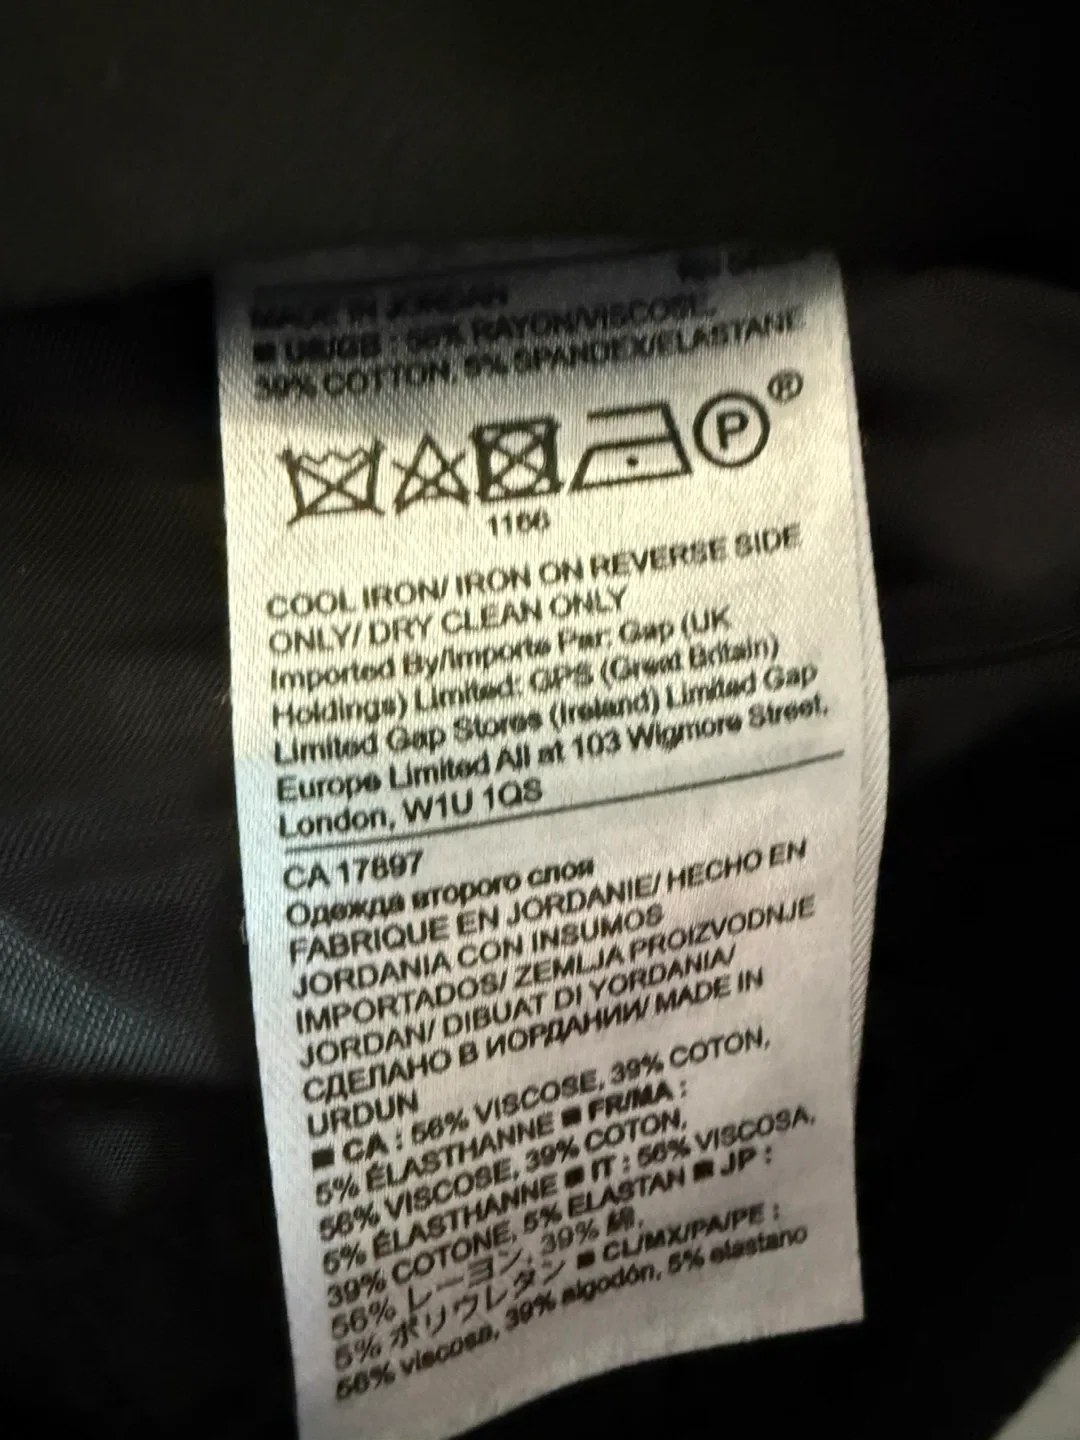 MADE IN JORDAN
■ US/GB : 56% RAYON/VISCOSE,
39% COTTON, 5% SPANDEX/ELASTANE
P ®
1166
COOL IRON/ IRON ON REVERSE SIDE
ONLY/ DRY CLEAN ONLY
Imported By/Importe Par: Gap (UK
Holdings) Limited: GPS (Great Britain)
Limited Gap Stores (Ireland) Limited Gap
Europe Limited All at 103 Wigmore Street,
London, W1U 1QS
CA 17897
Одежда второго слоя
FABRIQUE EN JORDANIE/ HECHO EN
JORDANIA CON INSUMOS
IMPORTADOS/ ZEMLJA PROIZVODNJE
JORDAN/ DIBUAT DI YORDANIA/
СДЕЛАНО В ИОРДАНИИ/ MADE IN
URDUN
■ CA : 56% VISCOSE, 39% COTON,
5% ÉLASTHANNE ■ FR/MA :
56% VISCOSE, 39% COTON,
5% ÉLASTHANNE ■ IT : 56% VISCOSA,
39% COTONE, 5% ELASTAN ■ JP :
56% レーヨン, 39% 綿,
5% ポリウレタン ■ CL/MX/PA/PE :
56% viscosa, 39% algodón, 5% elastano